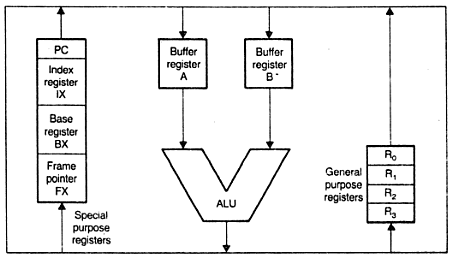 PC
Index
register
IX
Base
register
BX
Frame
pointer
FX
Special
purpose
registers
Buffer
register
A
Buffer
register
B
ALU
General
purpose
registers
R0
R1
R2
R3